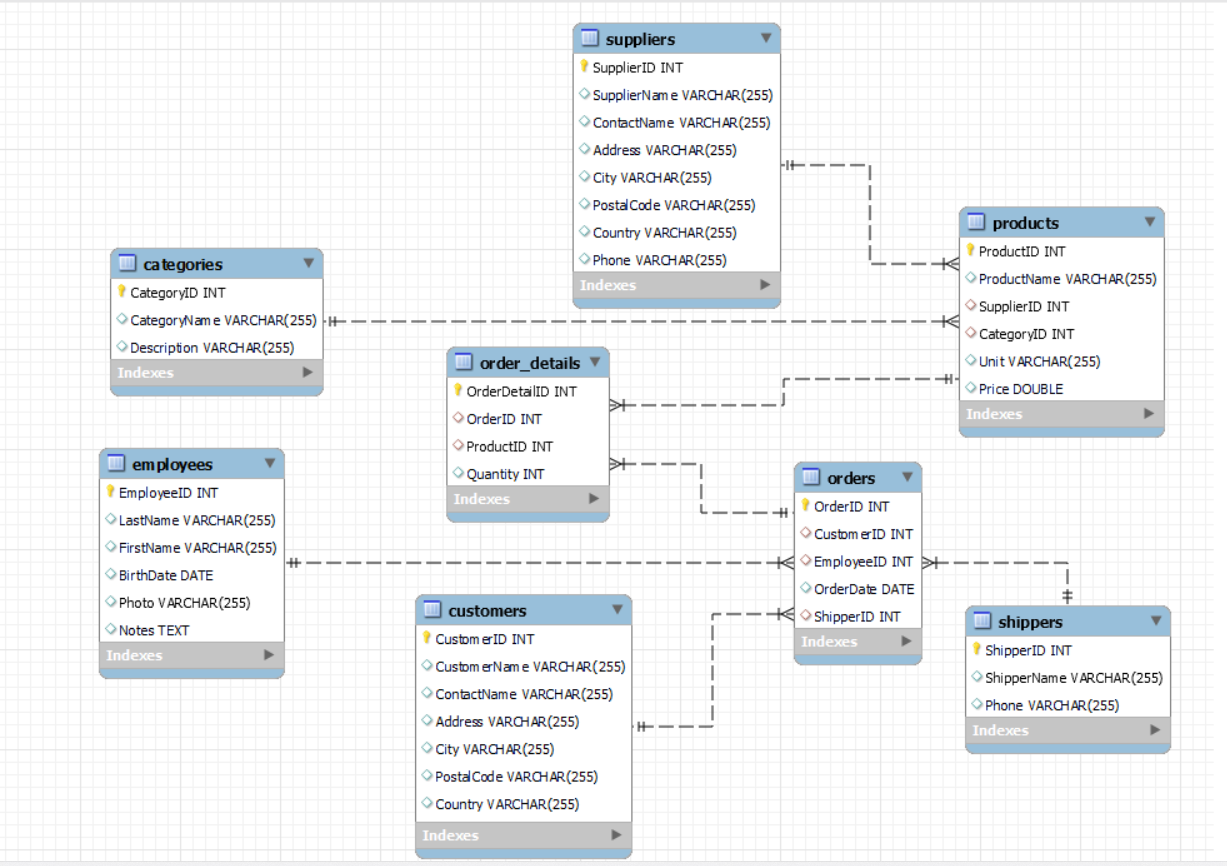 suppliers
SupplierID INT
SupplierName VARCHAR(255)
ContactName VARCHAR(255)
Address VARCHAR(255)
City VARCHAR(255)
PostalCode VARCHAR(255)
Country VARCHAR(255)
Phone VARCHAR(255)
Indexes
products
ProductID INT
ProductName VARCHAR(255)
SupplierID INT
CategoryID INT
Unit VARCHAR(255)
Price DOUBLE
Indexes
categories
CategoryID INT
CategoryName VARCHAR(255)
Description VARCHAR(255)
Indexes
order_details
OrderDetailID INT
OrderID INT
ProductID INT
Quantity INT
Indexes
employees
EmployeeID INT
LastName VARCHAR(255)
FirstName VARCHAR(255)
BirthDate DATE
Photo VARCHAR(255)
Notes TEXT
Indexes
orders
OrderID INT
CustomerID INT
EmployeeID INT
OrderDate DATE
ShipperID INT
Indexes
customers
CustomerID INT
CustomerName VARCHAR(255)
ContactName VARCHAR(255)
Address VARCHAR(255)
City VARCHAR(255)
PostalCode VARCHAR(255)
Country VARCHAR(255)
Indexes
shippers
ShipperID INT
ShipperName VARCHAR(255)
Phone VARCHAR(255)
Indexes